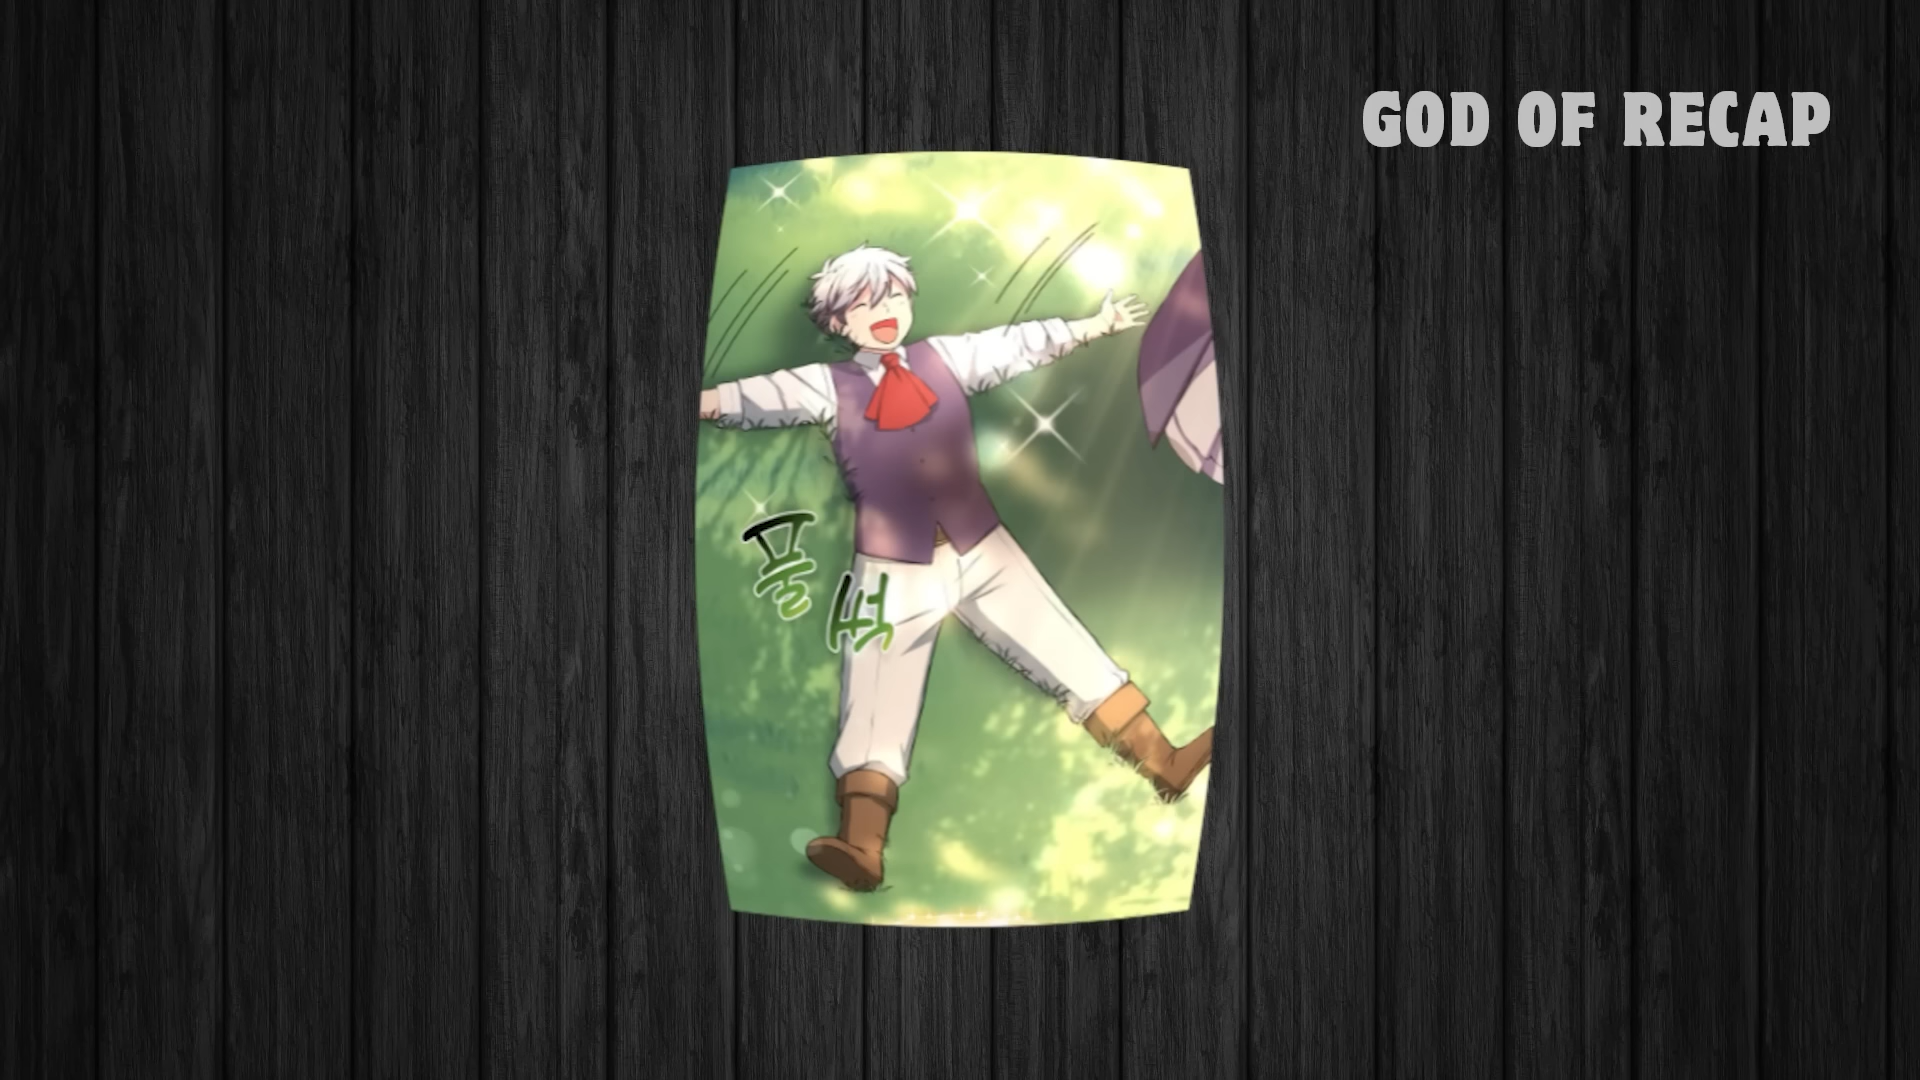 GOD OF RECAP
풀
썩